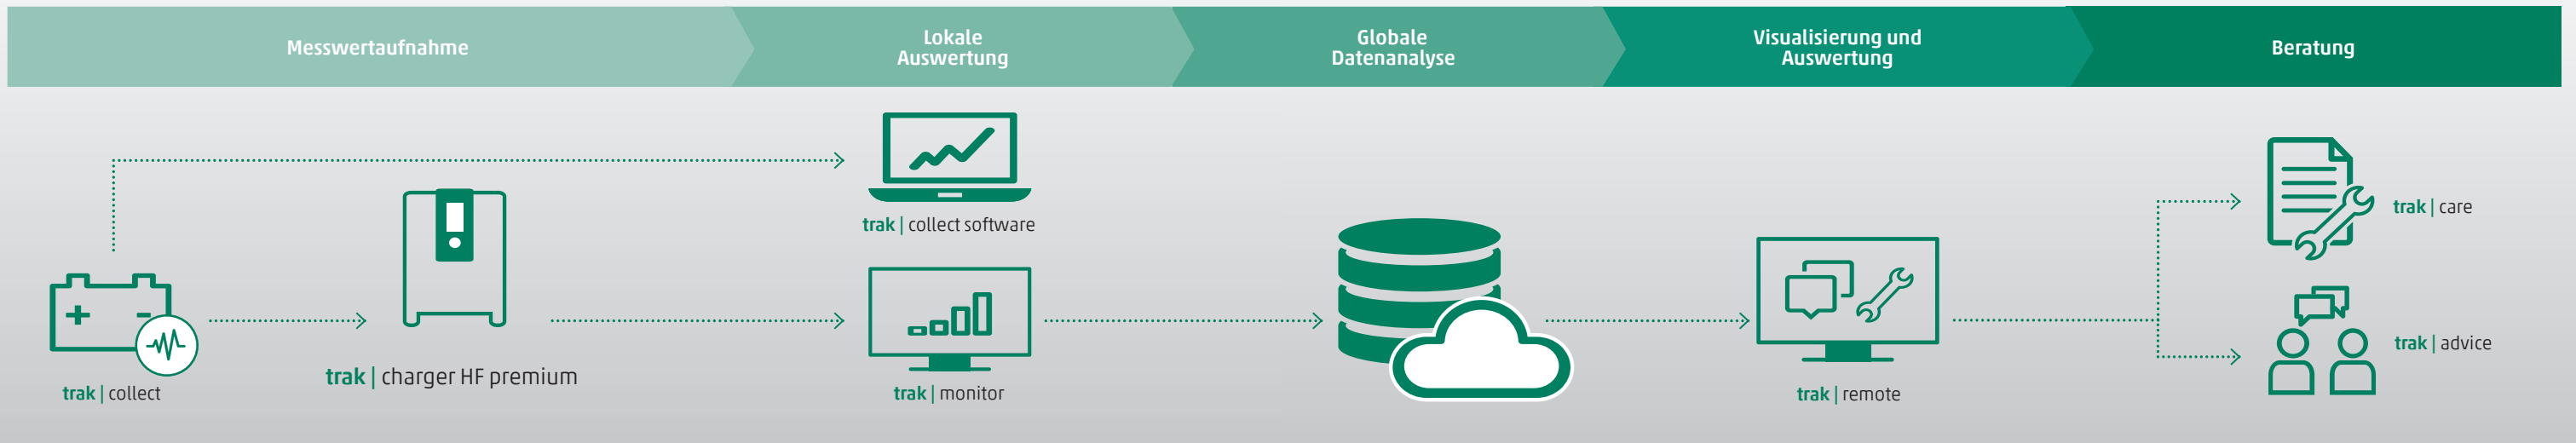 Messwertaufnahme
Lokale
Auswertung
Globale
Datenanalyse
Visualisierung und
Auswertung
Beratung
trak | collect software
trak | care
trak | advice
trak | charger HF premium
trak | collect
trak | monitor
trak | remote